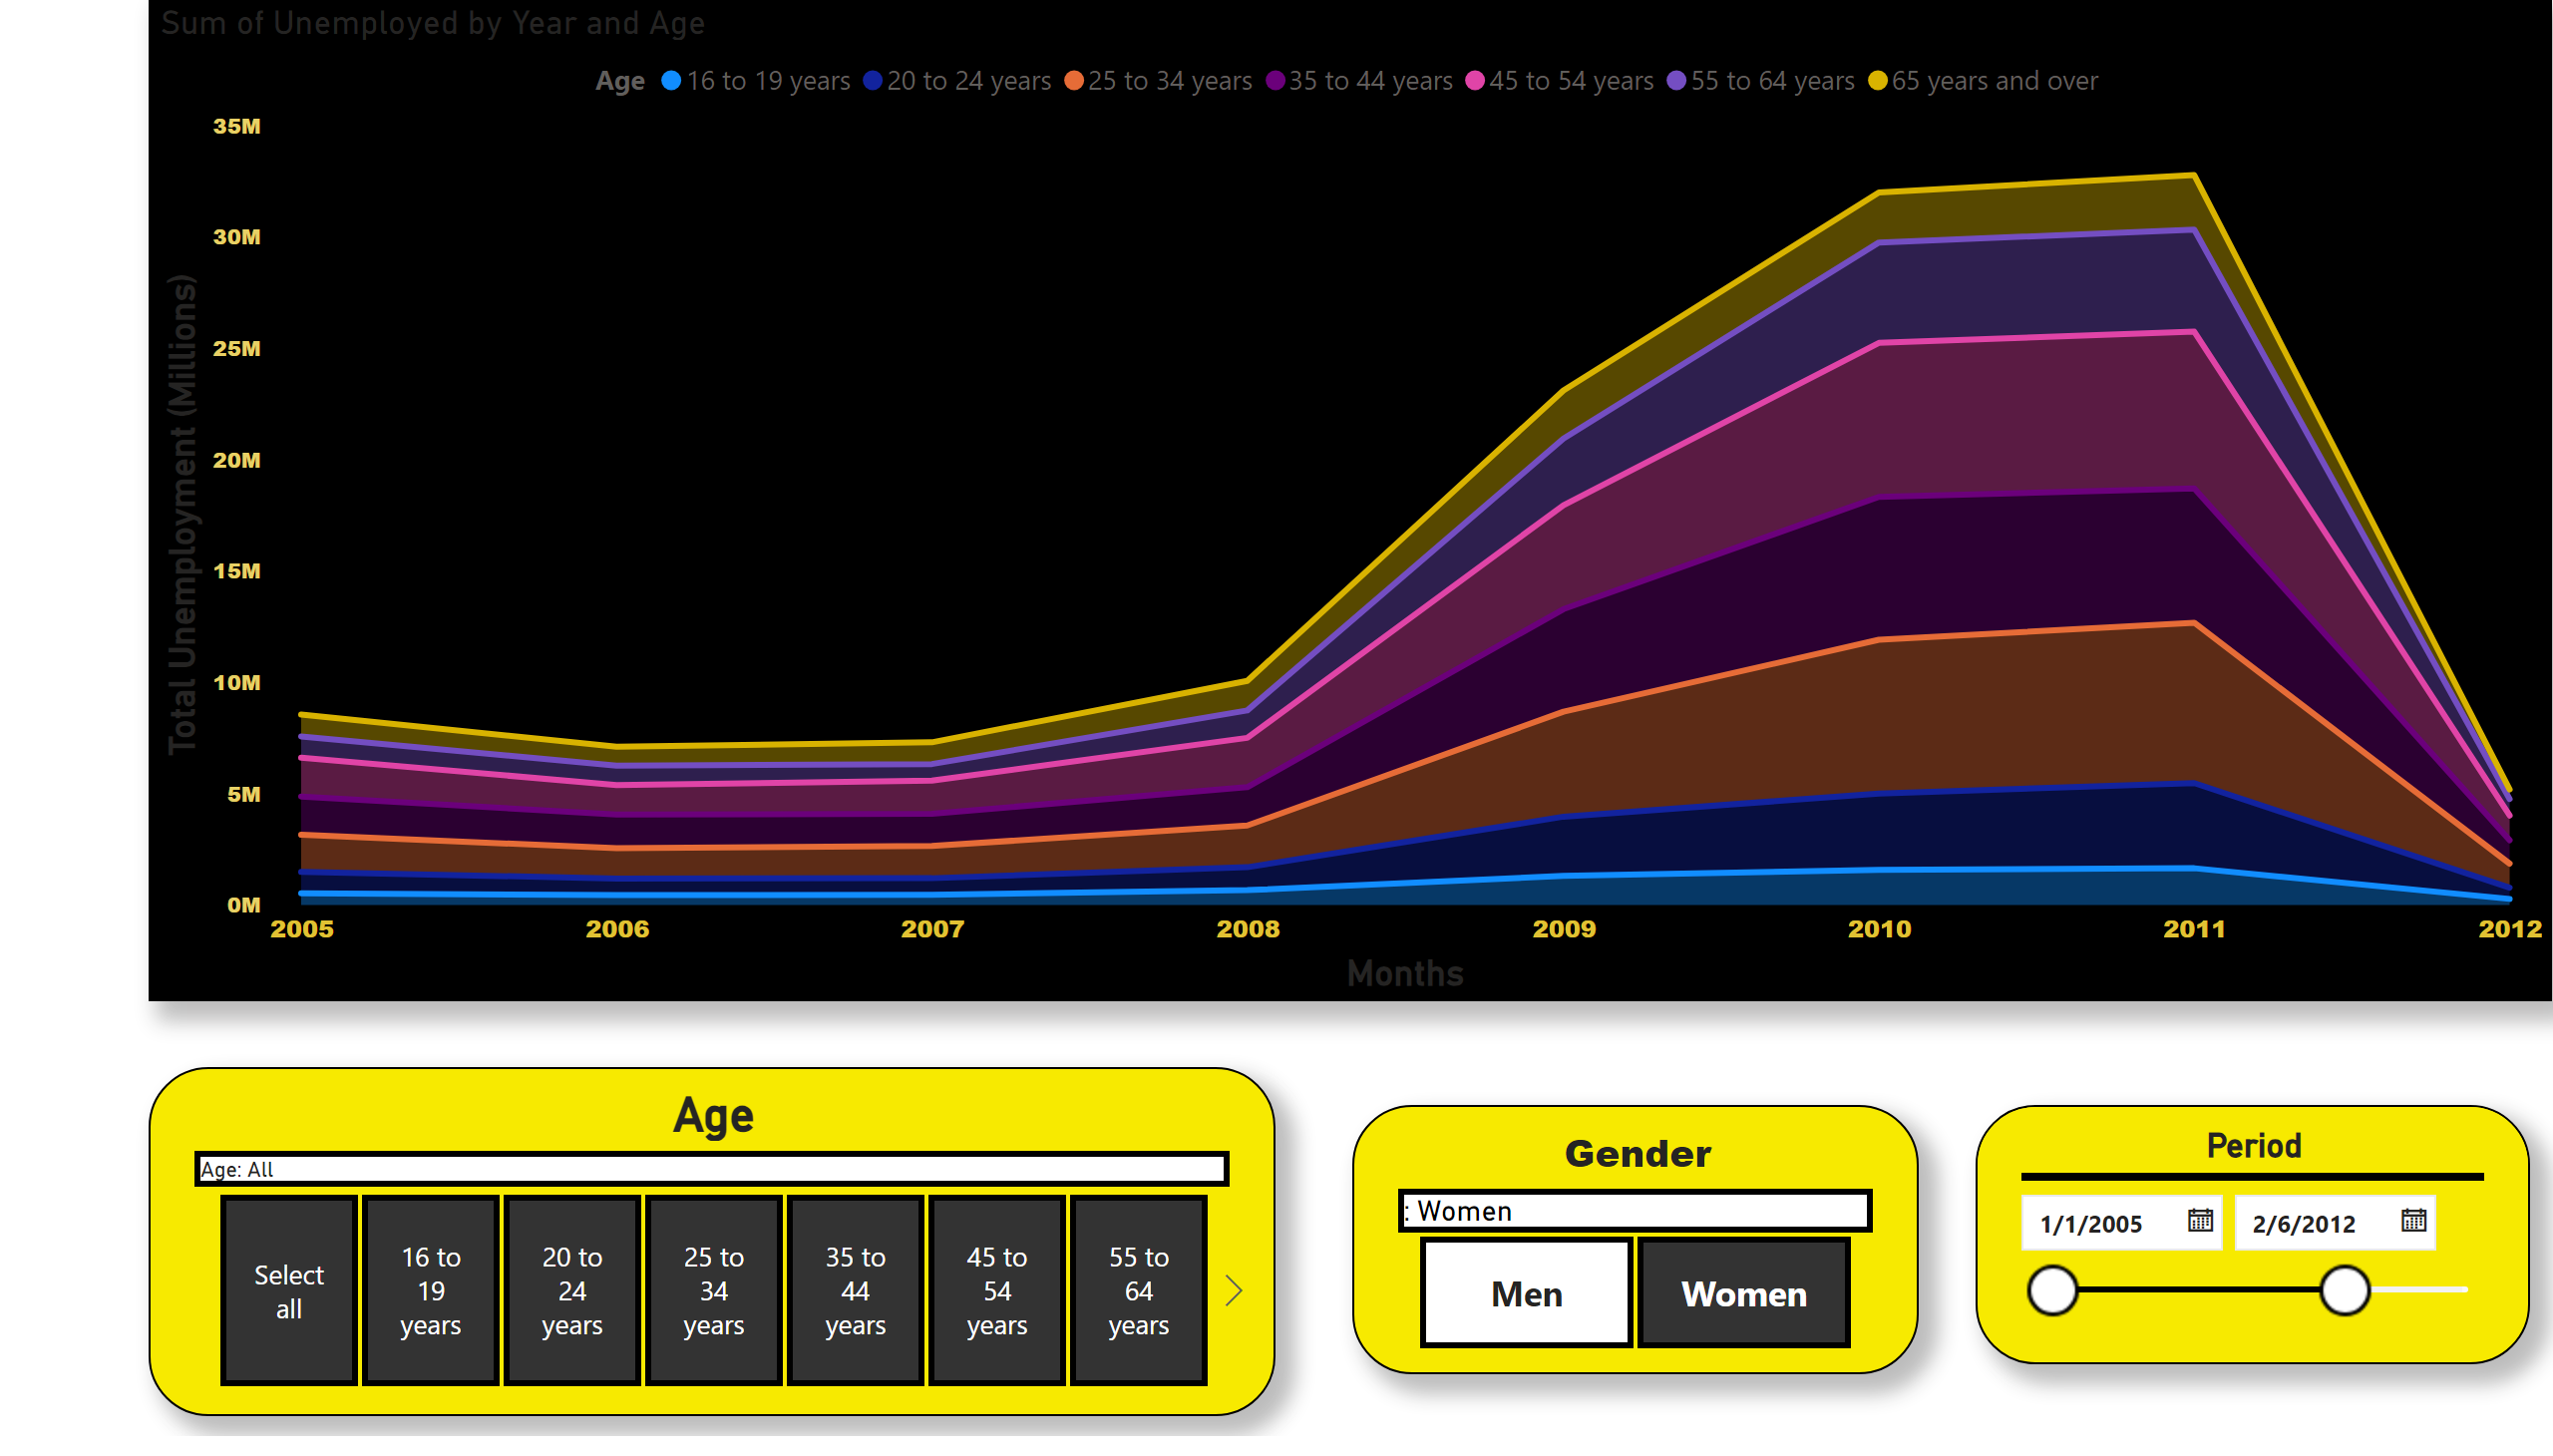 Sum of Unemployed by Year and Age
Age 16 to 19 years 20 to 24 years 25 to 34 years 35 to 44 years 45 to 54 years 55 to 64 years 65 years and over
35M
30M
25M
20M
15M
10M
5M
0M
Total Unemployment (Millions)
2005 2006 2007 2008 2009 2010 2011 2012
Months
Age
Age: All
Select
all
16 to
19
years
20 to
24
years
25 to
34
years
35 to
44
years
45 to
54
years
55 to
64
years
Gender
: Women
Men
Women
Period
1/1/2005
2/6/2012